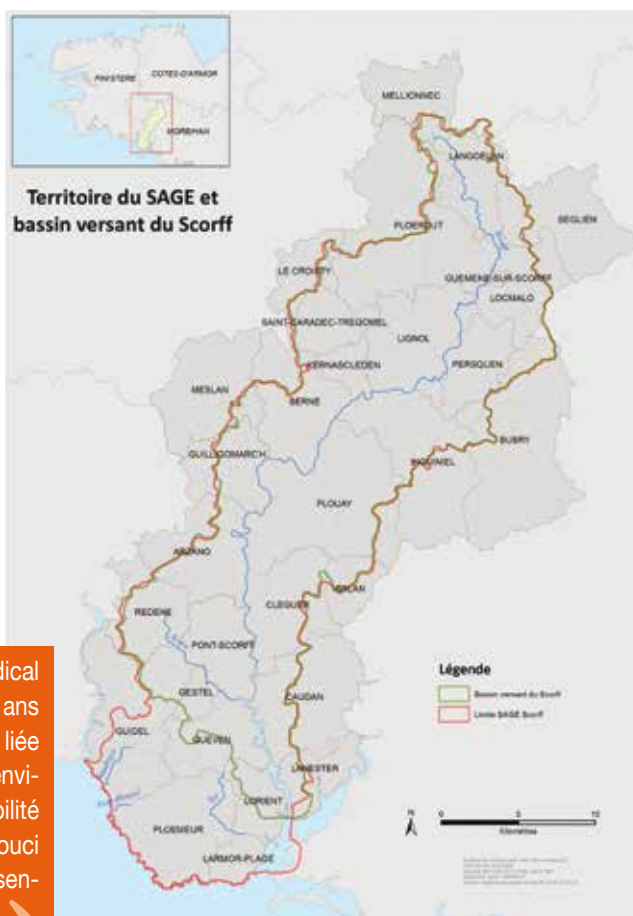 FINISTERE
COTES-D'ARMOR
MORBIHAN
Territoire du SAGE et
bassin versant du Scorff
MELLIONNEC
LANGOELAN
PLOERDUT
SEGLIEN
LE CROISTY
GUEMENE-SUR-SCORFF
LOCMALO
SAINT-CARADEC-TREGOMEL
LIGNOL
KERNASCLEDEN
PERSQUEN
MESLAN
BERNE
BUBRY
GUILLIGOMARCH
INGUINIEL
PLOUAY
ARZANO
CALAN
CLEGUER
REDENE
PONT-SCORFF
GESTEL
CAUDAN
GUIDEL
QUEVEN
LANESTER
LORIENT
PLOEMEUR
LARMOR-PLAGE
Légende
Bassin versant du Scorff
Limite SAGE Scorff
N
0 5 10
Kilomètres
dical
ans
liée
envi-
bilité
ouci
sen-